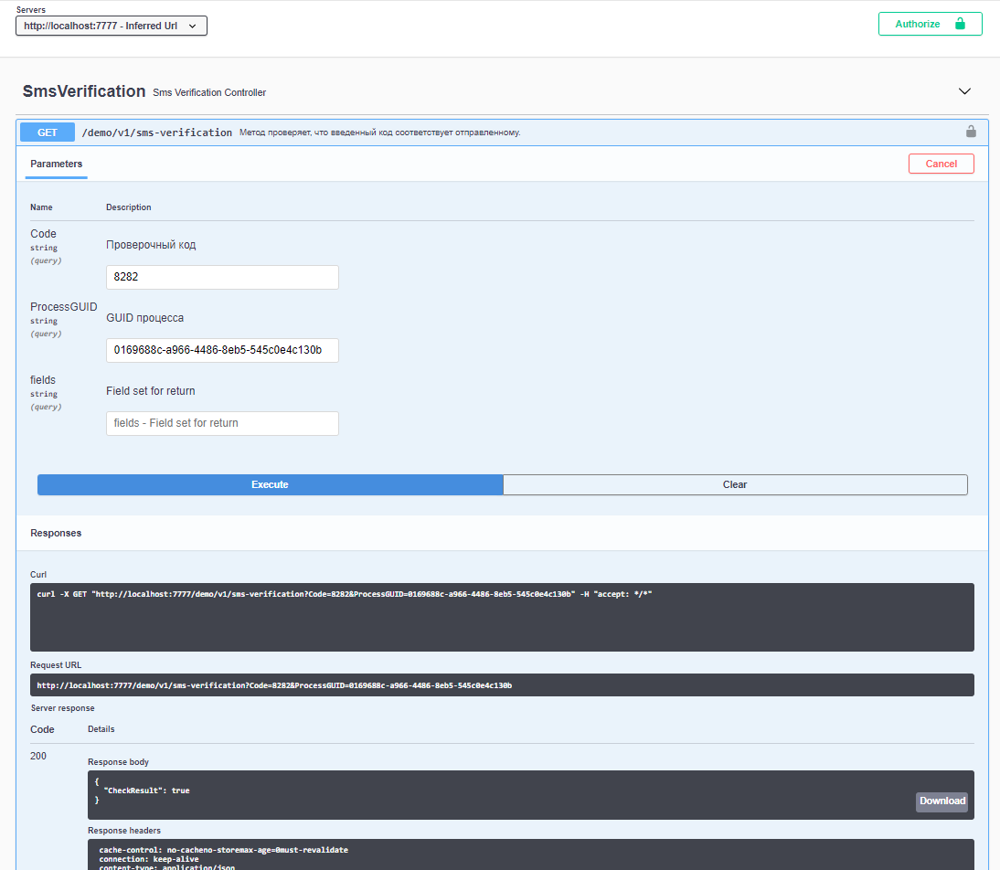 Servers
http://localhost:7777 - Inferred Url
Authorize
SmsVerification Sms Verification Controller
GET /demo/v1/sms-verification Метод проверяет, что введенный код соответствует отправленному.
Parameters
Cancel
Name Description
Code
string
(query)
Проверочный код
8282
ProcessGUID
string
(query)
GUID процесса
0169688c-a966-4486-8eb5-545c0e4c130b
fields
string
(query)
Field set for return
fields - Field set for return
Execute Clear
Responses
Curl
curl -X GET "http://localhost:7777/demo/v1/sms-verification?Code=8282&ProcessGUID=0169688c-a966-4486-8eb5-545c0e4c130b" -H "accept: */*"
Request URL
http://localhost:7777/demo/v1/sms-verification?Code=8282&ProcessGUID=0169688c-a966-4486-8eb5-545c0e4c130b
Server response
Code Details
200
Response body
{
"CheckResult": true
}
Download
Response headers
cache-control: no-cacheno-storemax-age=0must-revalidate
connection: keep-alive
content-type: application/json